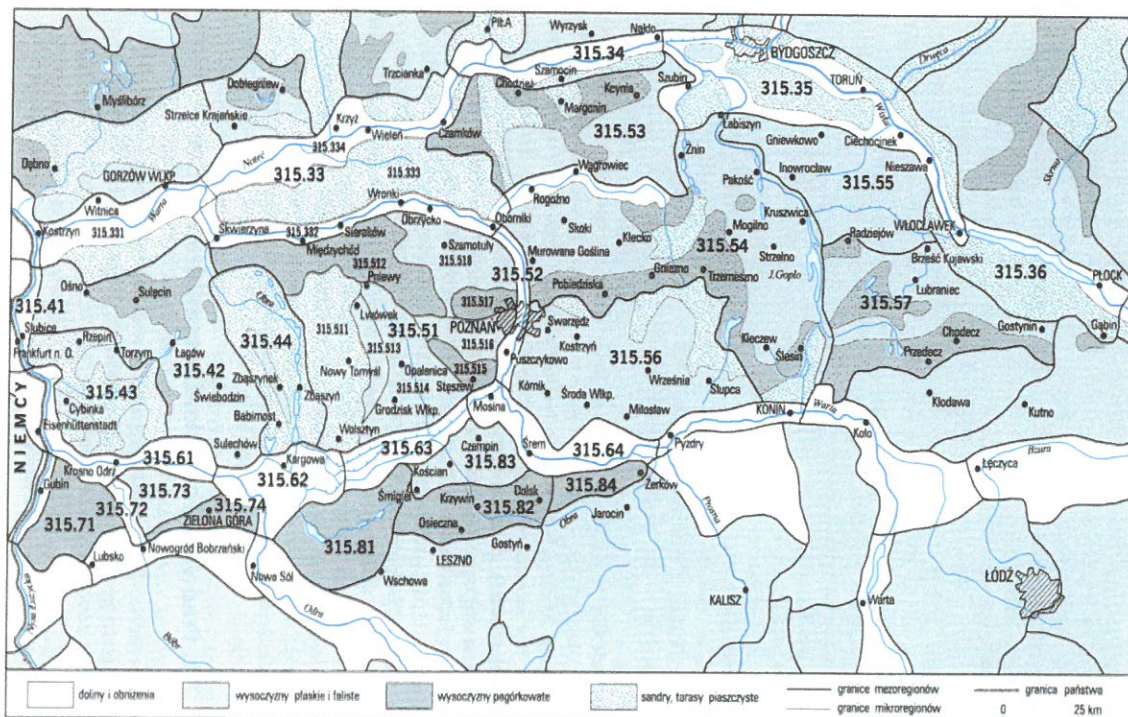 PIŁA
Wyrzysk
Nakło
BYDGOSZCZ
315.34
Trzcianka
Szamocin
Chodzież
Szubin
TORUŃ
Drwęca
315.35
Dobiegniew
Margonin
Kcynia
Wisła
Myślibórz
Strzelce Krajeńskie
Krzyż
Wieleń
Czarnków
315.53
Łabiszyn
Gniewkowo
Ciechocinek
315.334
Noteć
Żnin
Nieszawa
Skrwa
Dębno
GORZÓW WLKP.
315.33
315.333
Wągrowiec
Pakość
Inowrocław
315.55
Warta
Wronki
Rogoźno
Witnica
Obrzycko
Oborniki
Kruszwica
Kostrzyn
315.331
Skwierzyna
315.332
Sieraków
Skoki
Kłecko
Mogilno
315.54
Radziejów
WŁOCŁAWEK
Międzychód
Szamotuły
Murowana Goślina
Strzelno
Brześć Kujawski
315.512
315.518
315.52
Gniezno
Trzemeszno
J.Gopło
315.36
PŁOCK
Ośno
Sulęcin
Pniewy
Pobiedziska
315.57
Lubraniec
315.41
Obra
Lwówek
315.517
Słubice
Rzepin
315.44
315.511
315.51
POZNAŃ
Swarzędz
Kleczew
Chodecz
Gostynin
Gąbin
Frankfurt n. O.
Torzym
Łagów
315.513
315.516
Kostrzyn
315.56
Ślesin
Przedecz
315.42
Zbąszynek
Nowy Tomyśl
Opalenica
Puszczykowo
315.43
Świebodzin
Zbąszyń
315.515
Września
Słupca
Cybinka
315.514
Stęszew
Kórnik
Środa Wlkp.
Kłodawa
Kutno
Babimost
Grodzisk Wlkp.
Mosina
Miłosław
KONIN
Warta
Eisenhüttenstadt
Wolsztyn
NIEMCY
Sulechów
Kargowa
315.63
Czempiń
Śrem
315.64
Pyzdry
Koło
Bzura
Krosno Odrz.
315.61
315.62
Kościan
315.83
Łęczyca
Gubin
315.73
Śmigiel
Krzywiń
Dolsk
315.84
Żerków
315.72
315.74
315.82
315.71
ZIELONA GÓRA
Osieczna
Obra
Jarocin
Prosna
315.81
Lubsko
Nowogród Bobrzański
LESZNO
Gostyń
ŁÓDŹ
Nowa Sól
Wschowa
Nysa Łużycka
Odra
KALISZ
Warta
Bóbr
doliny i obniżenia
wysoczyzny płaskie i faliste
wysoczyzny pagórkowate
sandry, tarasy piaszczyste
granice mezoregionów
granice mikroregionów
granica państwa
0 25 km